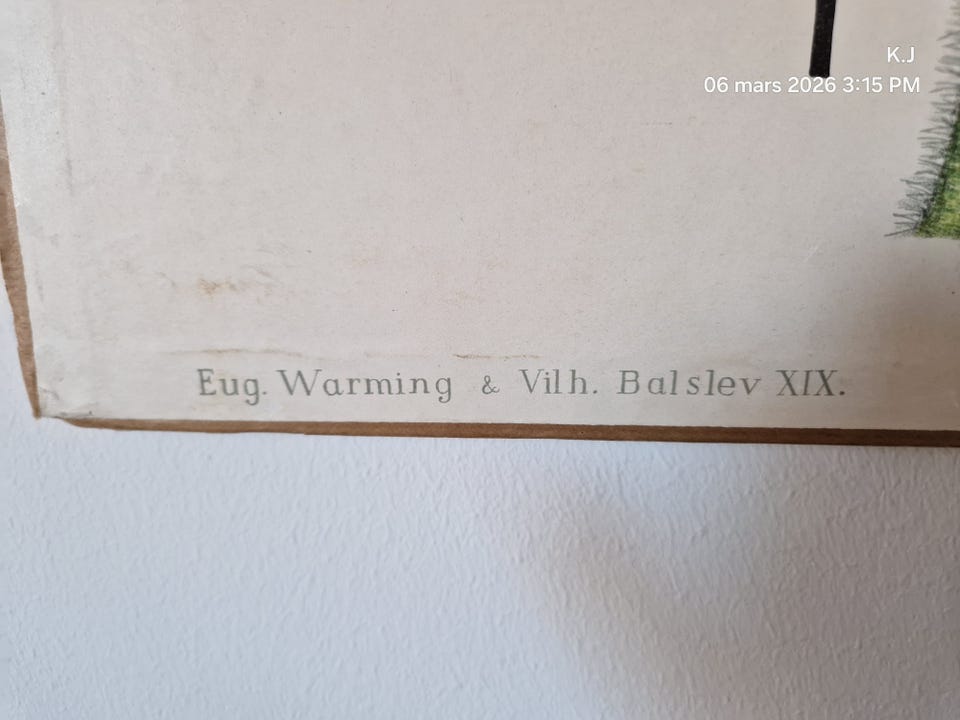 K.J
06 mars 2026 3:15 PM
Eug. Warming & Vilh. Balslev XIX.